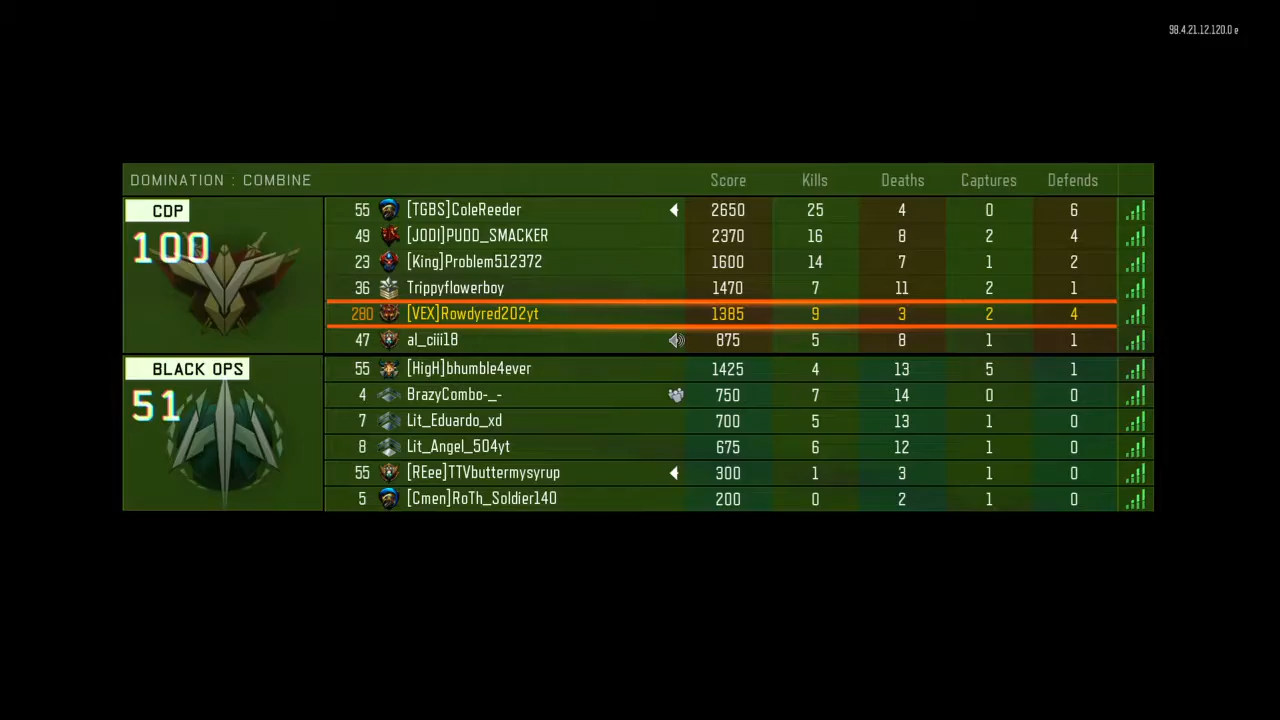 98.4.21.12.120.0 e
DOMINATION : COMBINE Score Kills Deaths Captures Defends
CDP
100
55 [TGBS]ColeReeder 2650 25 4 0 6
49 [JODI]PUDD_SMACKER 2370 16 8 2 4
23 [King]Problem512372 1600 14 7 1 2
36 Trippyflowerboy 1470 7 11 2 1
280 [VEX]Rowdyred202yt 1385 9 3 2 4
47 al_ciii18 875 5 8 1 1
BLACK OPS
51
55 [HigH]bhumble4ever 1425 4 13 5 1
4 BrazyCombo-_- 750 7 14 0 0
7 Lit_Eduardo_xd 700 5 13 1 0
8 Lit_Angel_504yt 675 6 12 1 0
55 [REee]TTVbuttermysyrup 300 1 3 1 0
5 [Cmen]RoTh_Soldier140 200 0 2 1 0